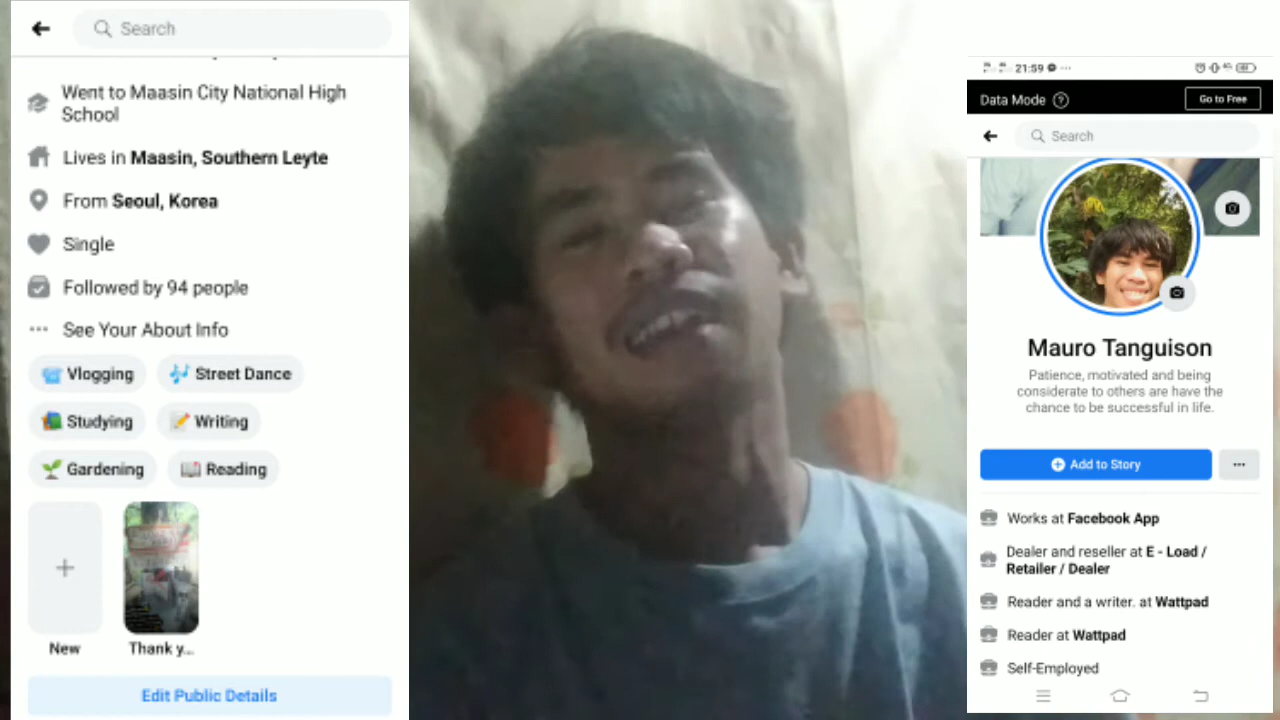 Search
Went to Maasin City National High
School
Lives in Maasin, Southern Leyte
From Seoul, Korea
Single
Followed by 94 people
See Your About Info
Vlogging
Street Dance
Studying
Writing
Gardening
Reading
New
Thank y...
Edit Public Details
21:59
Data Mode
Go to Free
Search
Mauro Tanguison
Patience, motivated and being
considerate to others are have the
chance to be successful in life.
Add to Story
Works at Facebook App
Dealer and reseller at E - Load /
Retailer / Dealer
Reader and a writer. at Wattpad
Reader at Wattpad
Self-Employed